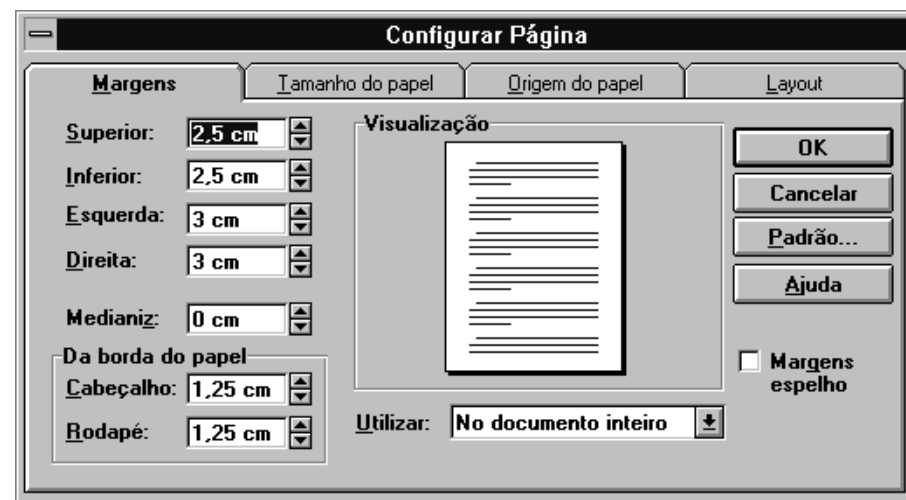 Configurar Página
Margens Tamanho do papel Origem do papel Layout
Superior: 2,5 cm
Inferior: 2,5 cm
Esquerda: 3 cm
Direita: 3 cm
Medianiz: 0 cm
Da borda do papel
Cabeçalho: 1,25 cm
Rodapé: 1,25 cm
Visualização
Utilizar: No documento inteiro
OK
Cancelar
Padrão...
Ajuda
Margens
espelho